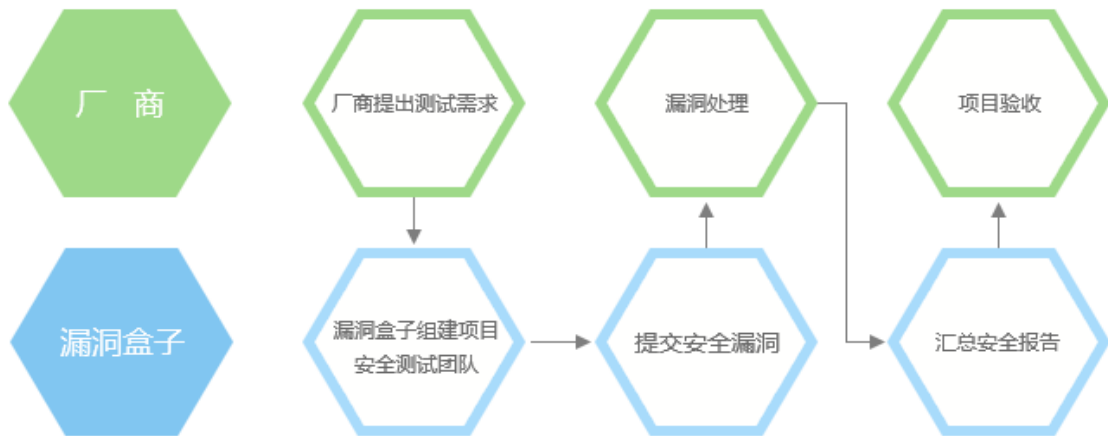 厂 商
厂商提出测试需求
漏洞处理
项目验收
漏洞盒子
漏洞盒子组建项目
安全测试团队
提交安全漏洞
汇总安全报告